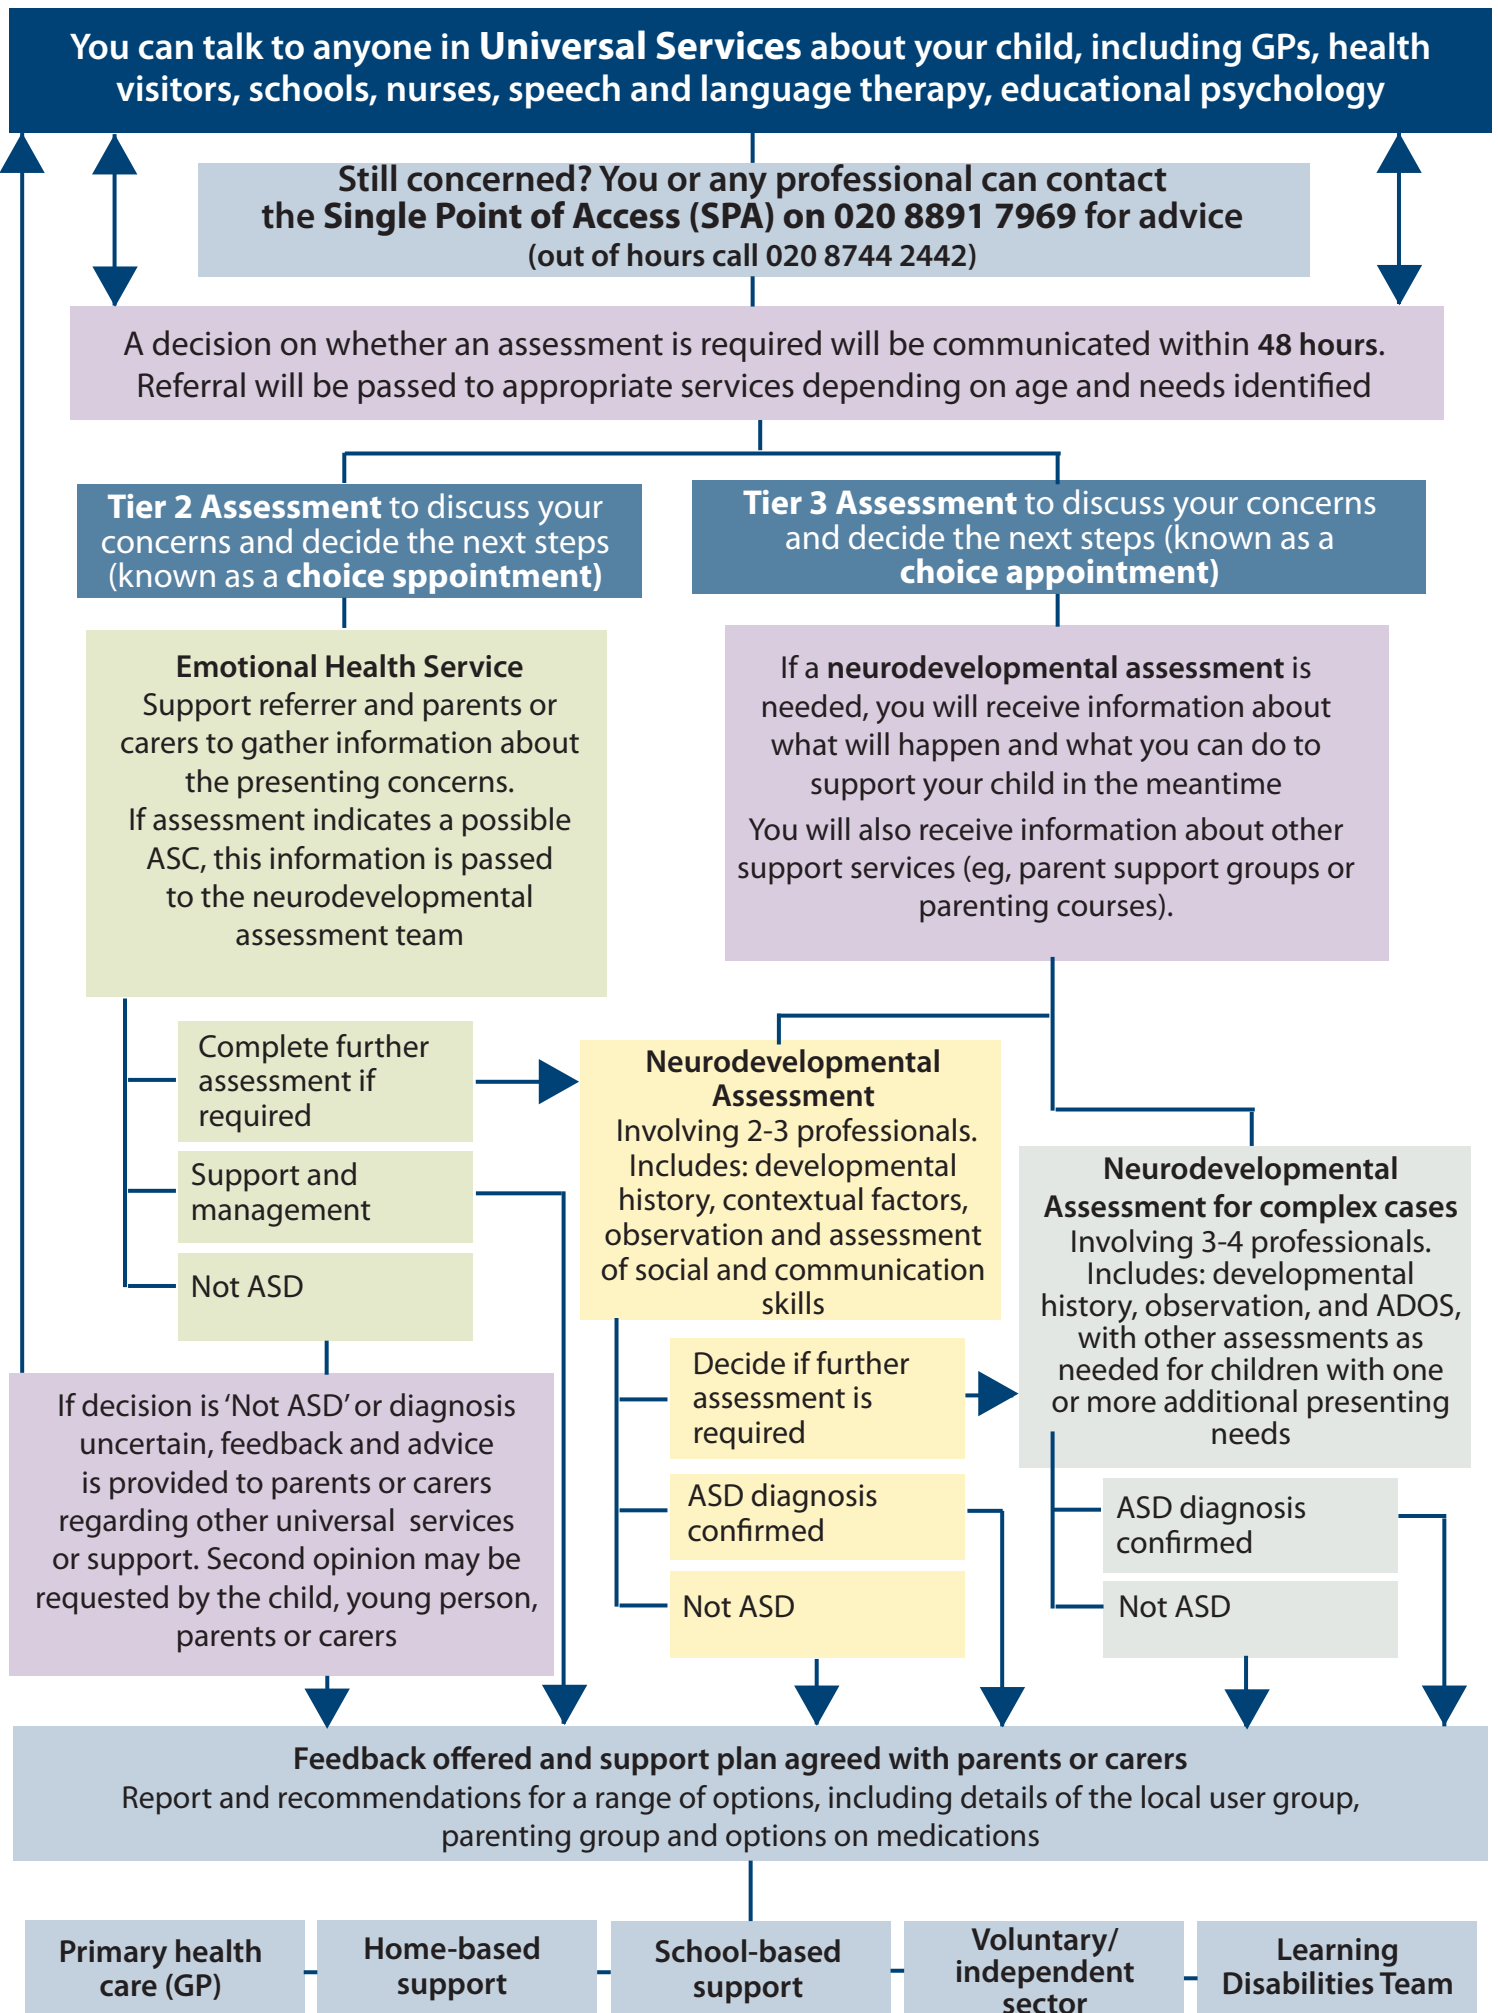 You can talk to anyone in Universal Services about your child, including GPs, health
visitors, schools, nurses, speech and language therapy, educational psychology
Still concerned? You or any professional can contact
the Single Point of Access (SPA) on 020 8891 7969 for advice
(out of hours call 020 8744 2442)
A decision on whether an assessment is required will be communicated within 48 hours.
Referral will be passed to appropriate services depending on age and needs identified
Tier 2 Assessment to discuss your
concerns and decide the next steps
(known as a choice sppointment)
Tier 3 Assessment to discuss your concerns
and decide the next steps (known as a
choice appointment)
Emotional Health Service
Support referrer and parents or
carers to gather information about
the presenting concerns.
If assessment indicates a possible
ASC, this information is passed
to the neurodevelopmental
assessment team
If a neurodevelopmental assessment is
needed, you will receive information about
what will happen and what you can do to
support your child in the meantime
You will also receive information about other
support services (eg, parent support groups or
parenting courses).
Complete further
assessment if
required
Support and
management
Not ASD
Neurodevelopmental
Assessment
Involving 2-3 professionals.
Includes: developmental
history, contextual factors,
observation and assessment
of social and communication
skills
Neurodevelopmental
Assessment for complex cases
Involving 3-4 professionals.
Includes: developmental
history, observation, and ADOS,
with other assessments as
needed for children with one
or more additional presenting
needs
If decision is 'Not ASD' or diagnosis
uncertain, feedback and advice
is provided to parents or carers
regarding other universal services
or support. Second opinion may be
requested by the child, young person,
parents or carers
Decide if further
assessment is
required
ASD diagnosis
confirmed
Not ASD
ASD diagnosis
confirmed
Not ASD
Feedback offered and support plan agreed with parents or carers
Report and recommendations for a range of options, including details of the local user group,
parenting group and options on medications
Primary health
care (GP)
Home-based
support
School-based
support
Voluntary/
independent
sector
Learning
Disabilities Team